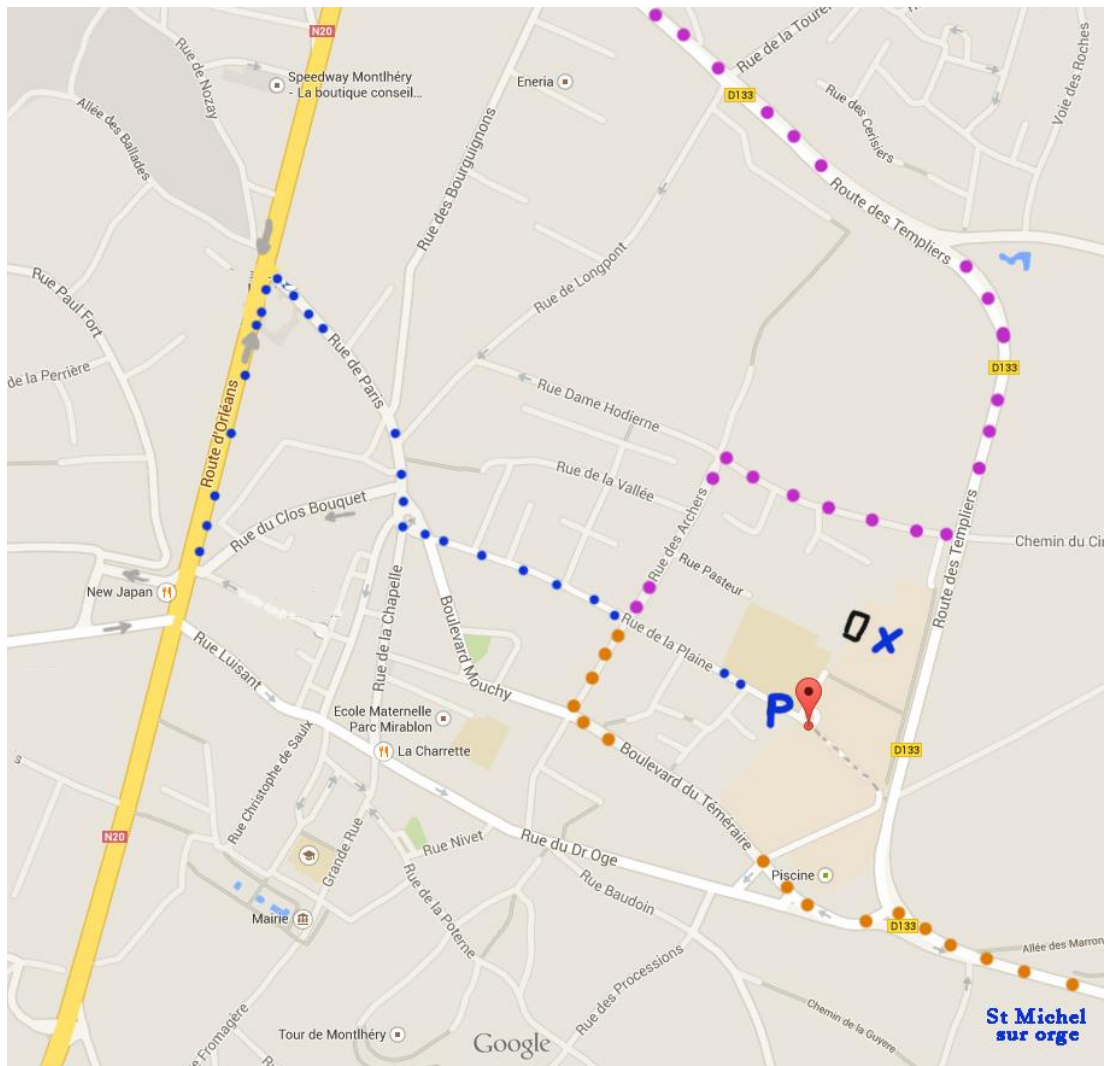 N20
Rue de la Tourel
Rue de Nozay
Speedway Montlhéry
- La boutique conseil...
Eneria
D133
Voie des Roches
Allée des Ballades
Rue des Cerisiers
Rue des Bourguignons
Route des Templiers
Rue Paul Fort
Rue de Longpont
de la Perrière
Rue de Paris
D133
Rue Dame Hodierne
Route d'Orléans
Rue de la Vallée
Rue du Clos Bouquet
Rue des Archers
Route des Templiers
Chemin du Cim
Rue Pasteur
New Japan
Rue de la Chapelle
Boulevard Mouchy
Rue de la Plaine
X
Rue Luisant
P
Ecole Maternelle
Parc Mirablon
La Charrette
D133
Rue Christophe de Saulx
Boulevard du Téméraire
s
N20
Rue Nivet
Rue du Dr Oge
Grande Rue
Piscine
Rue Baudoin
Mairie
Rue de la Poterne
D133
Allée des Marron
Rue des Processions
St Michel
sur orge
Chemin de la Guyere
Tour de Montlhéry
Google
e Fromagère